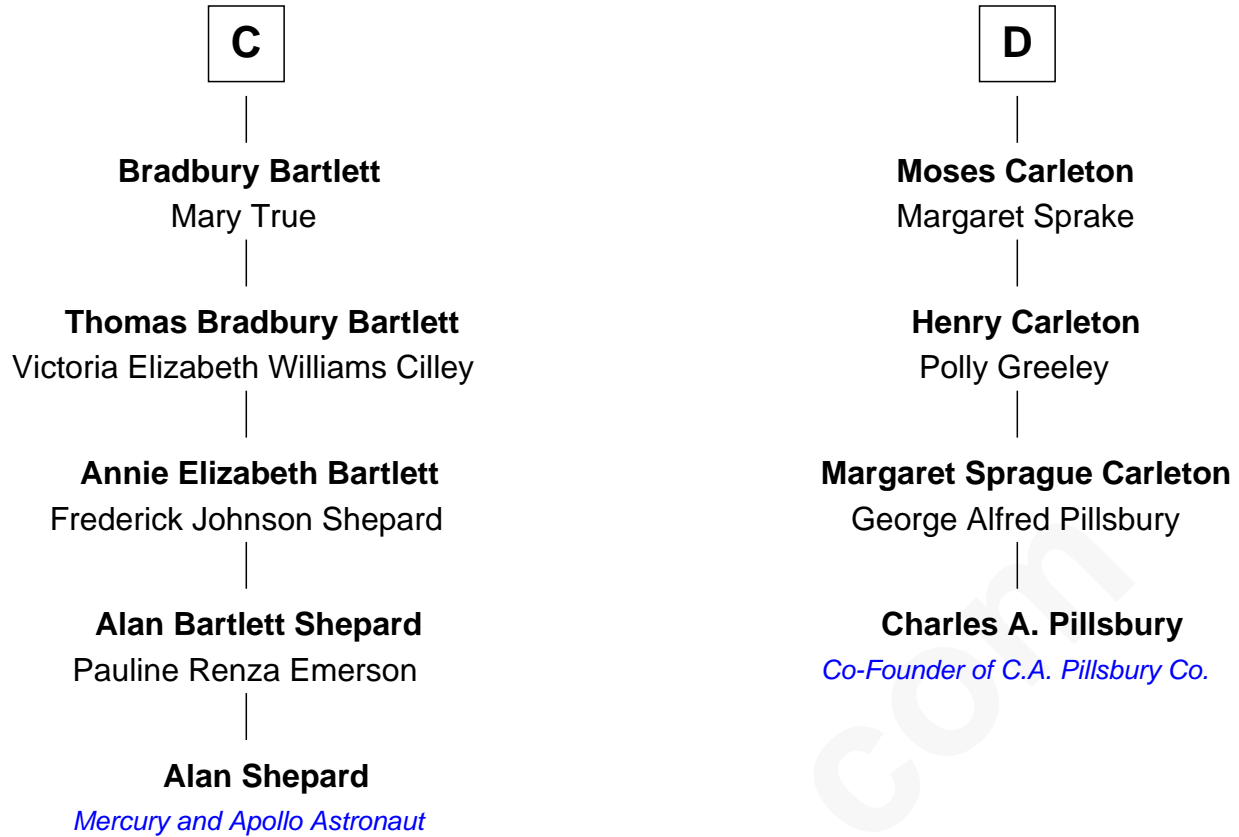 C
Bradbury Bartlett
Mary True
Thomas Bradbury Bartlett
Victoria Elizabeth Williams Cilley
Annie Elizabeth Bartlett
Frederick Johnson Shepard
Alan Bartlett Shepard
Pauline Renza Emerson
Alan Shepard
Mercury and Apollo Astronaut
D
Moses Carleton
Margaret Sprake
Henry Carleton
Polly Greeley
Margaret Sprague Carleton
George Alfred Pillsbury
Charles A. Pillsbury
Co-Founder of C.A. Pillsbury Co.
com